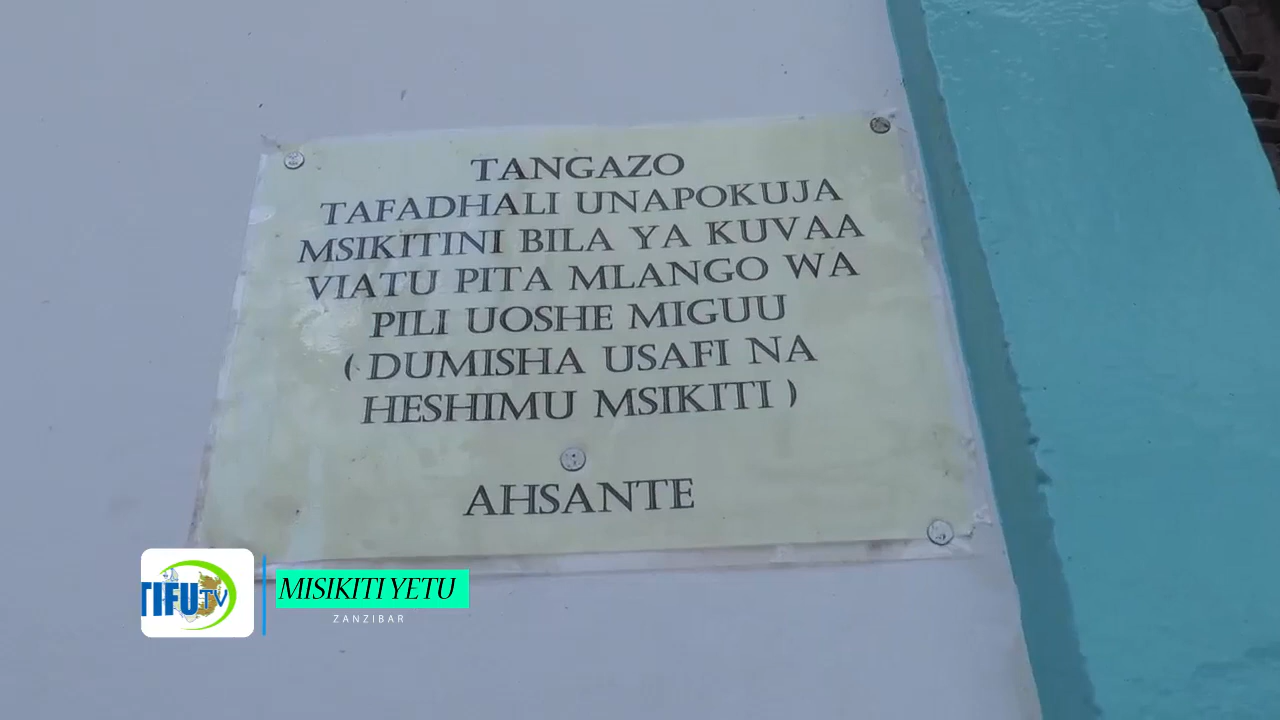 TANGAZO
TAFADHALI UNAPOKUJA
MSIKITINI BILA YA KUVAA
VIATU PITA MLANGO WA
PILI UOSHE MIGUU
( DUMISHA USAFI NA
HESHIMU MSIKITI )
AHSANTE
TIFU TV
MISIKITI YETU
ZANZIBAR